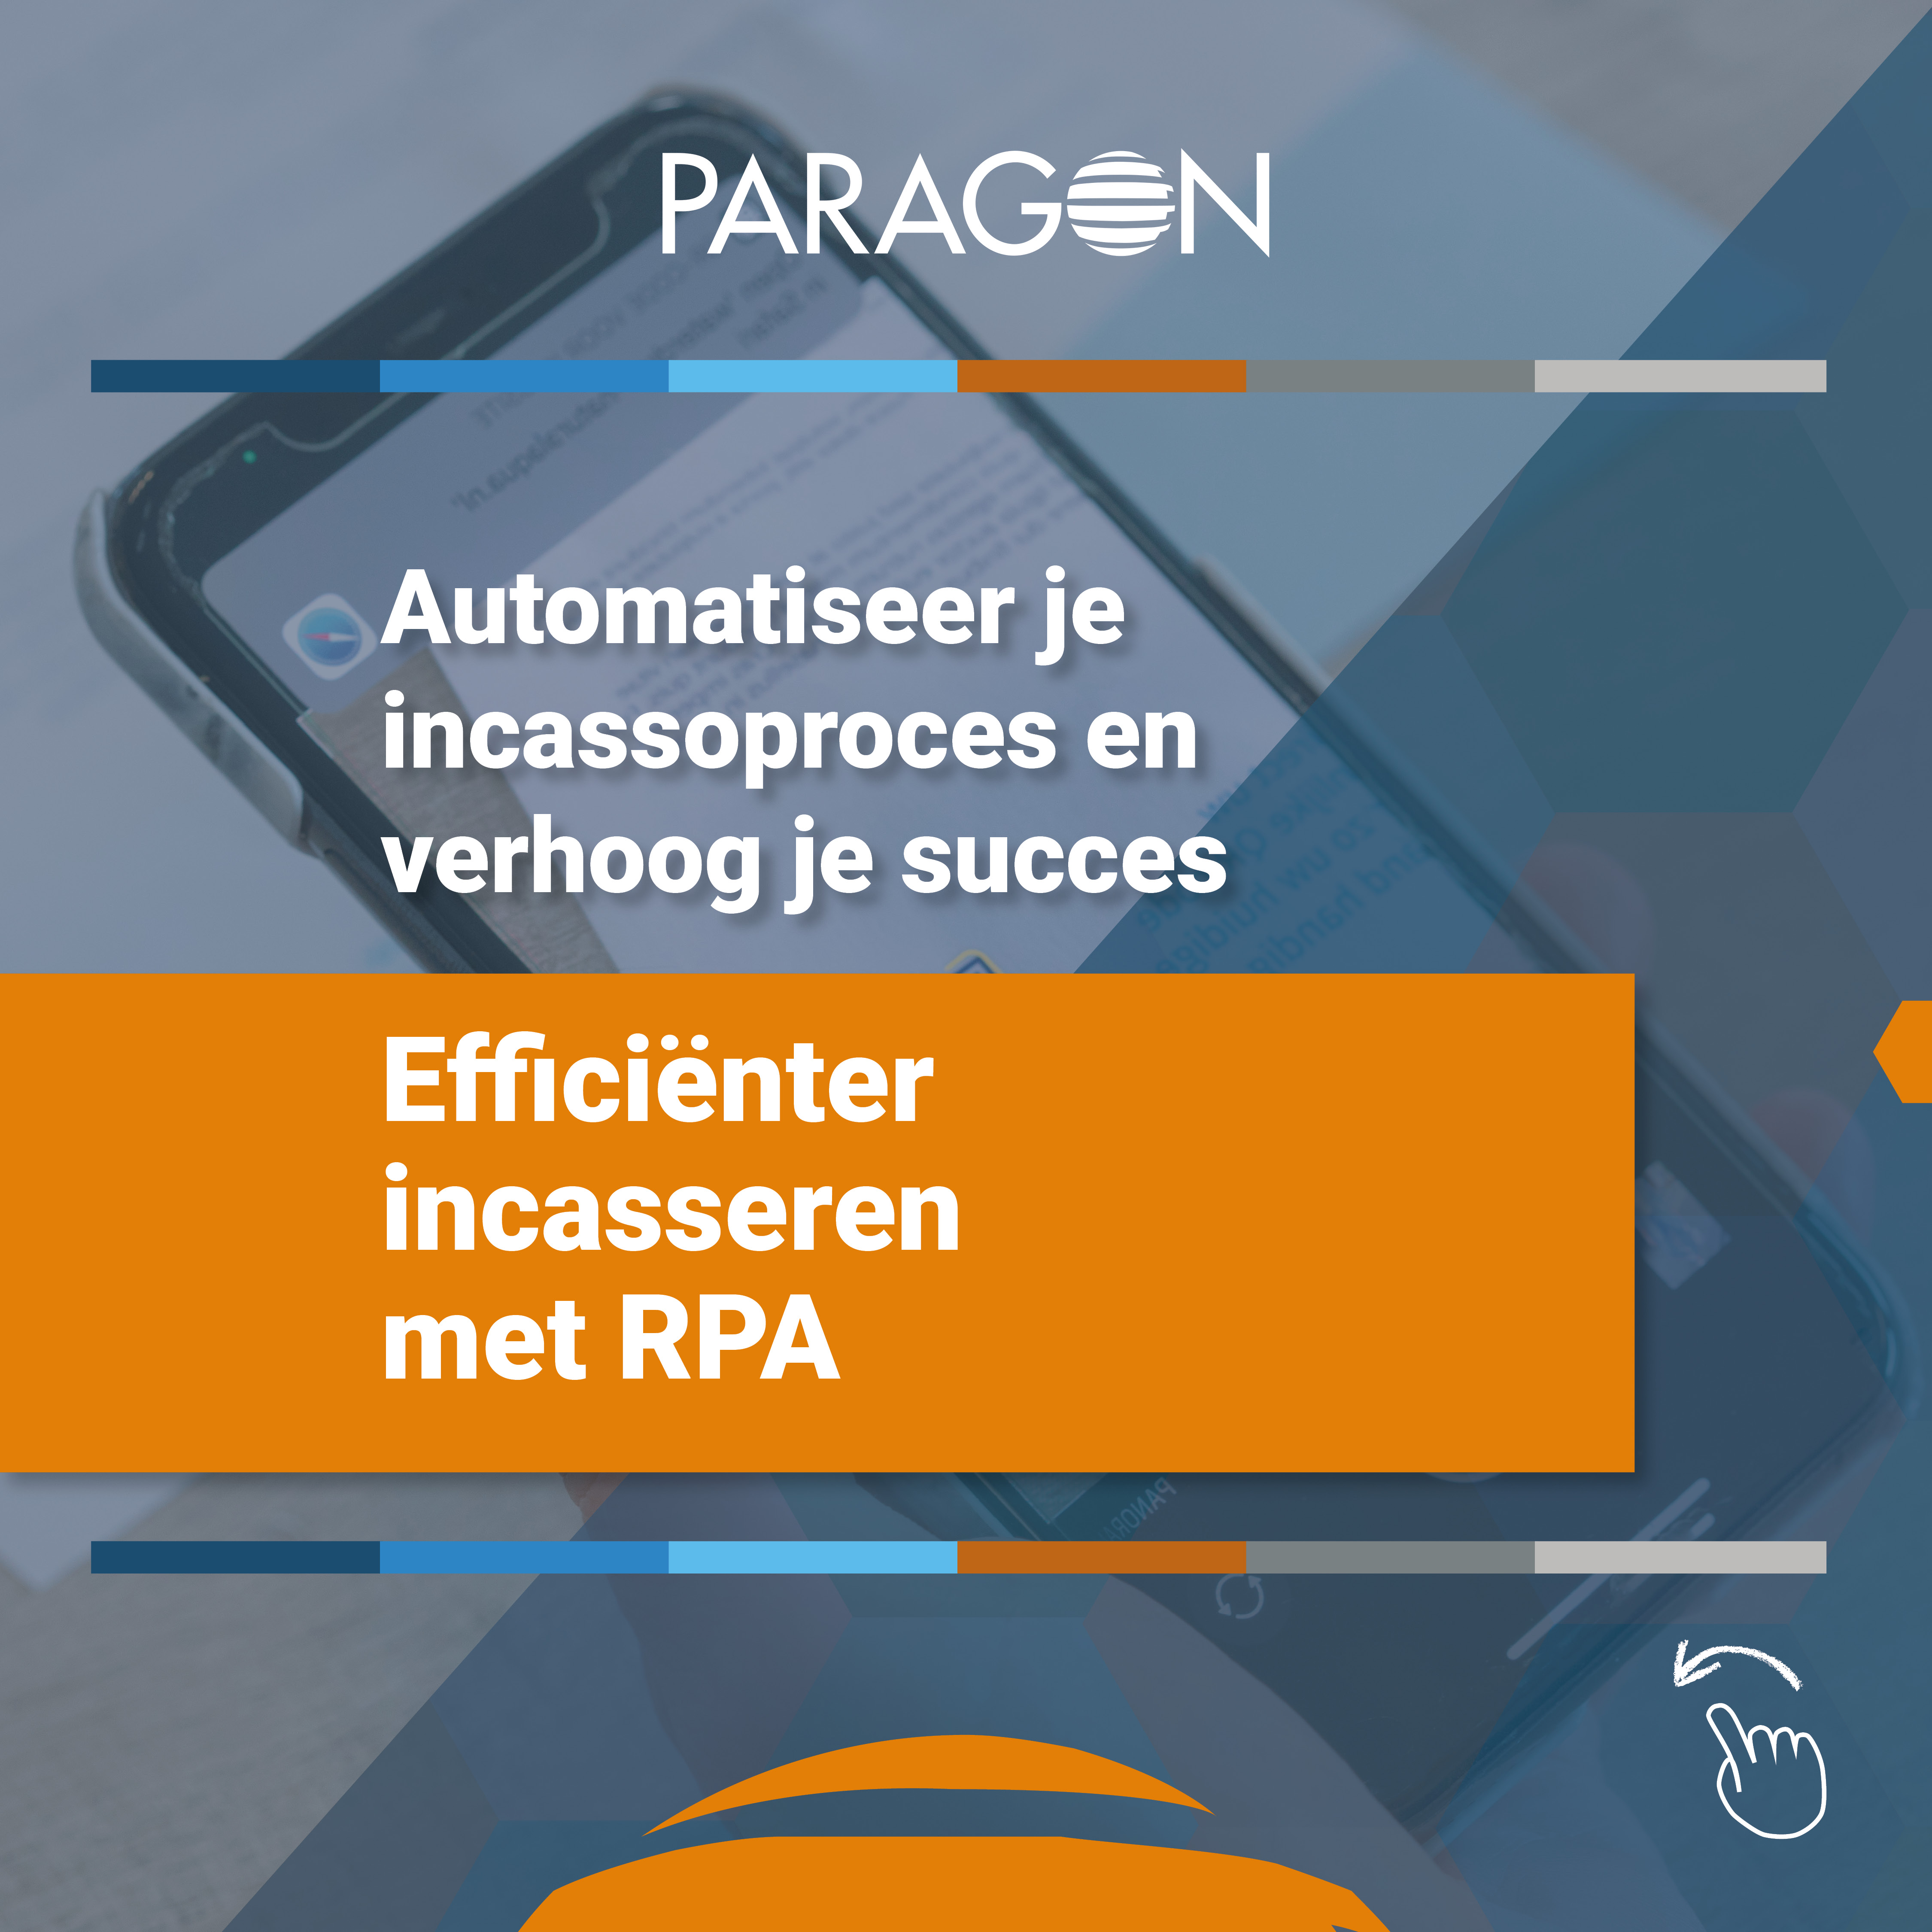 PARAGON
Automatiseer je
incassoproces en
verhoog je succes
Efficiënter
incasseren
met RPA